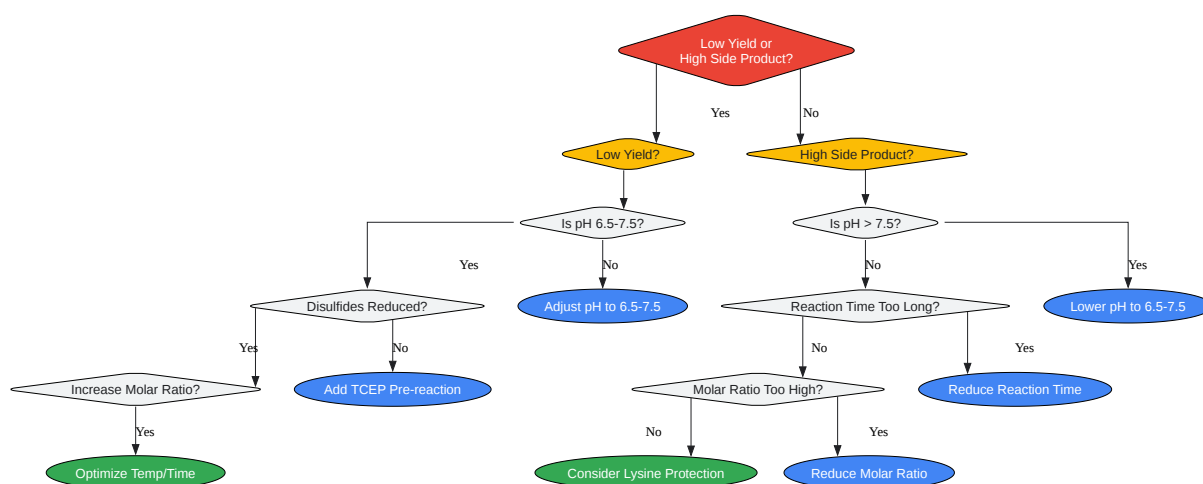 Low Yield or
High Side Product?
Yes
No
Low Yield?
High Side Product?
Is pH 6.5-7.5?
Is pH > 7.5?
Yes
No
No
Yes
Disulfides Reduced?
Adjust pH to 6.5-7.5
Reaction Time Too Long?
Lower pH to 6.5-7.5
Yes
No
No
Yes
Increase Molar Ratio?
Add TCEP Pre-reaction
Molar Ratio Too High?
Reduce Reaction Time
Yes
No
Yes
Optimize Temp/Time
Consider Lysine Protection
Reduce Molar Ratio